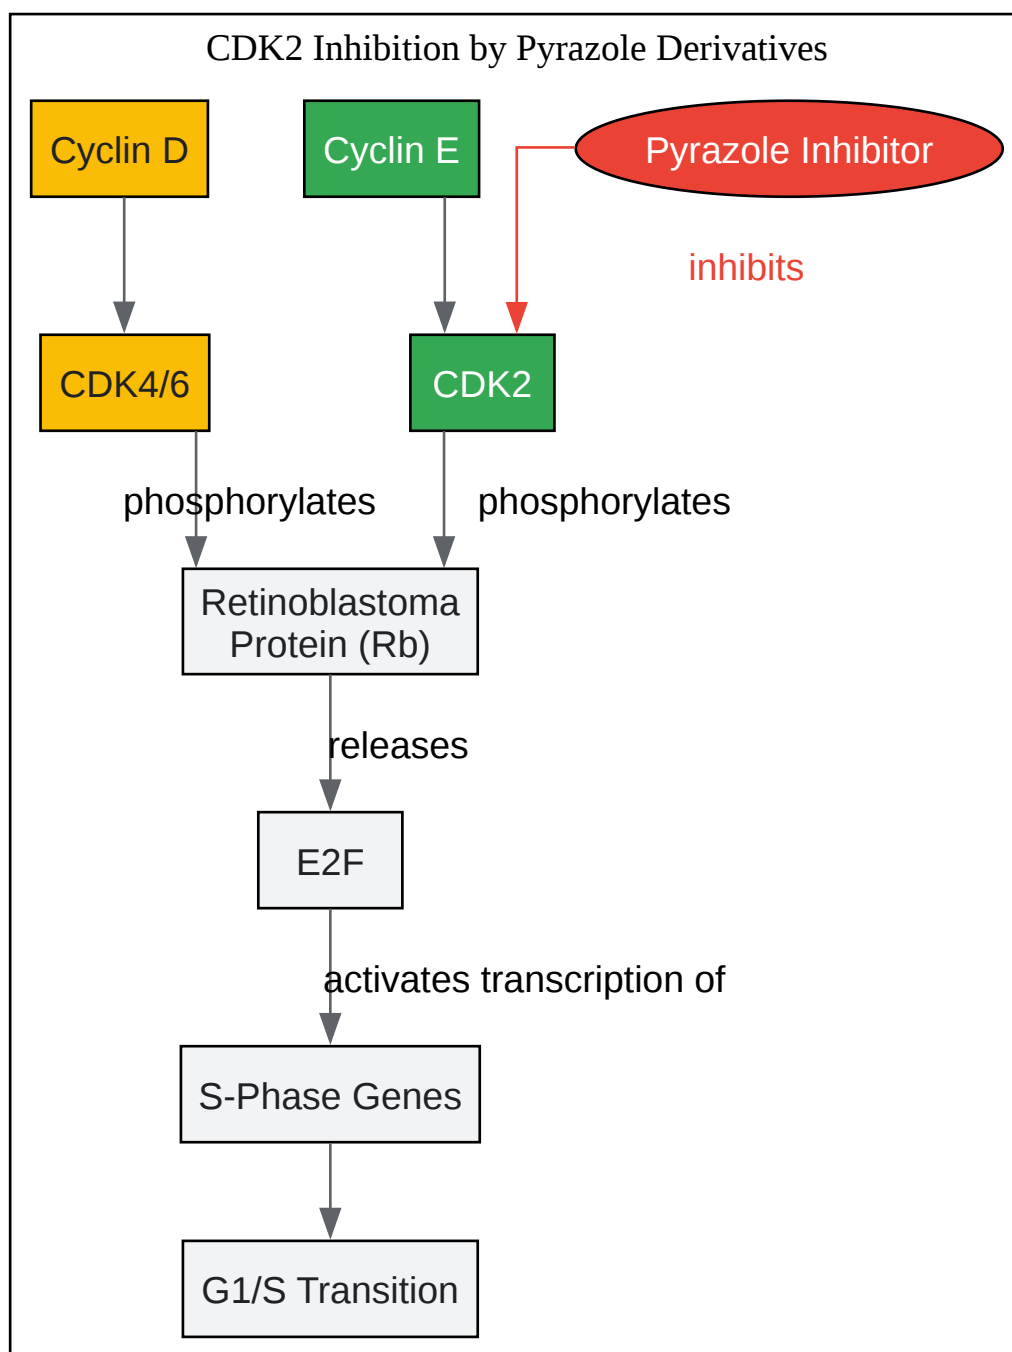 CDK2 Inhibition by Pyrazole Derivatives
Cyclin D
Cyclin E
Pyrazole Inhibitor
inhibits
CDK4/6
CDK2
phosphorylates
phosphorylates
Retinoblastoma
Protein (Rb)
releases
E2F
activates transcription of
S-Phase Genes
G1/S Transition